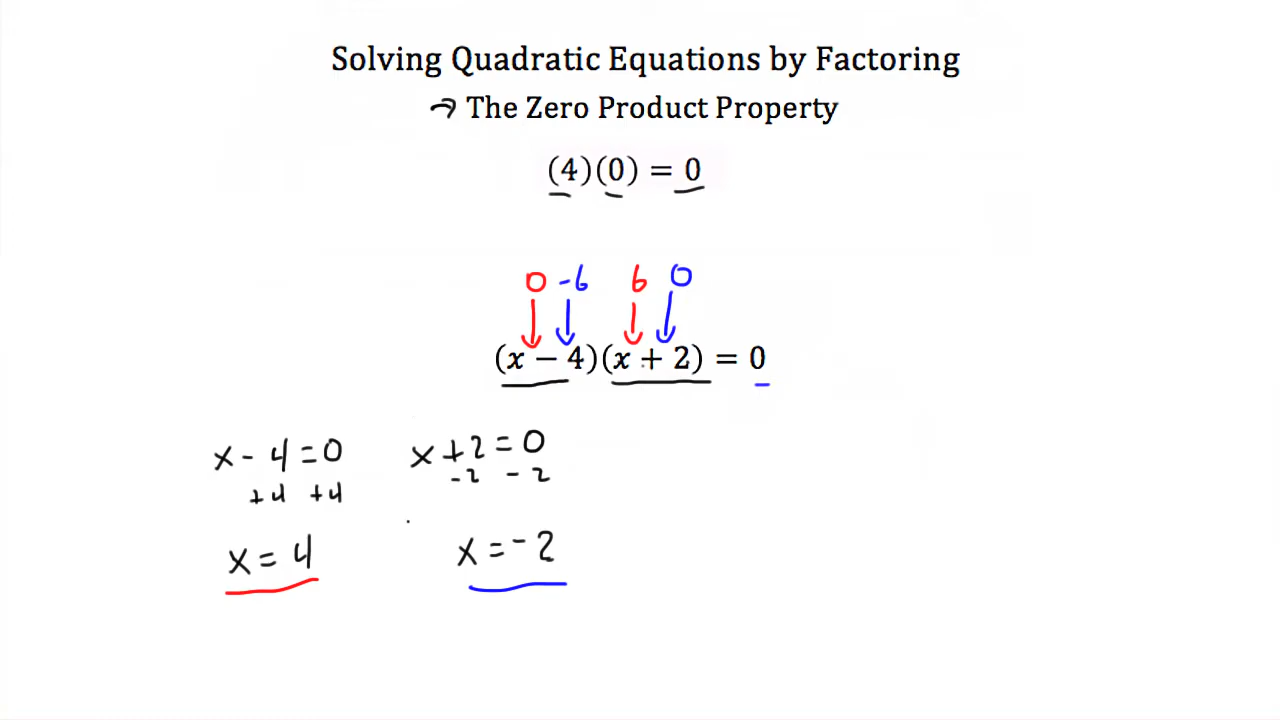 Solving Quadratic Equations by Factoring
→ The Zero Product Property
(4)(0) = 0
0 -6 6 0
(x − 4)(x + 2) = 0
x - 4 = 0 x + 2 = 0
+4 +4 -2 -2
x = 4 x = -2